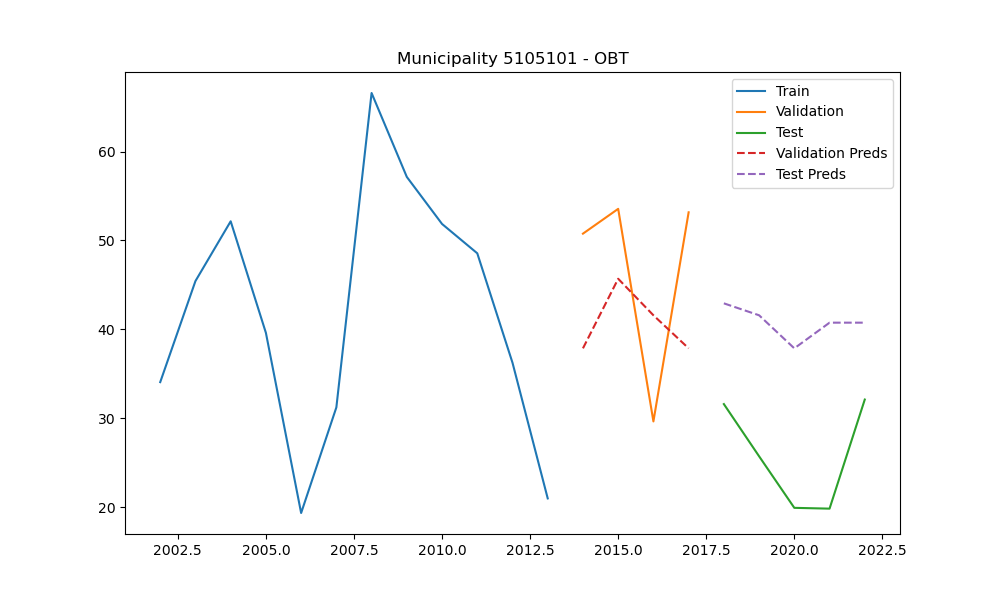 Municipality 5105101 - OBT
Train
Validation
Test
Validation Preds
Test Preds
60
50
40
30
20
2002.5 2005.0 2007.5 2010.0 2012.5 2015.0 2017.5 2020.0 2022.5